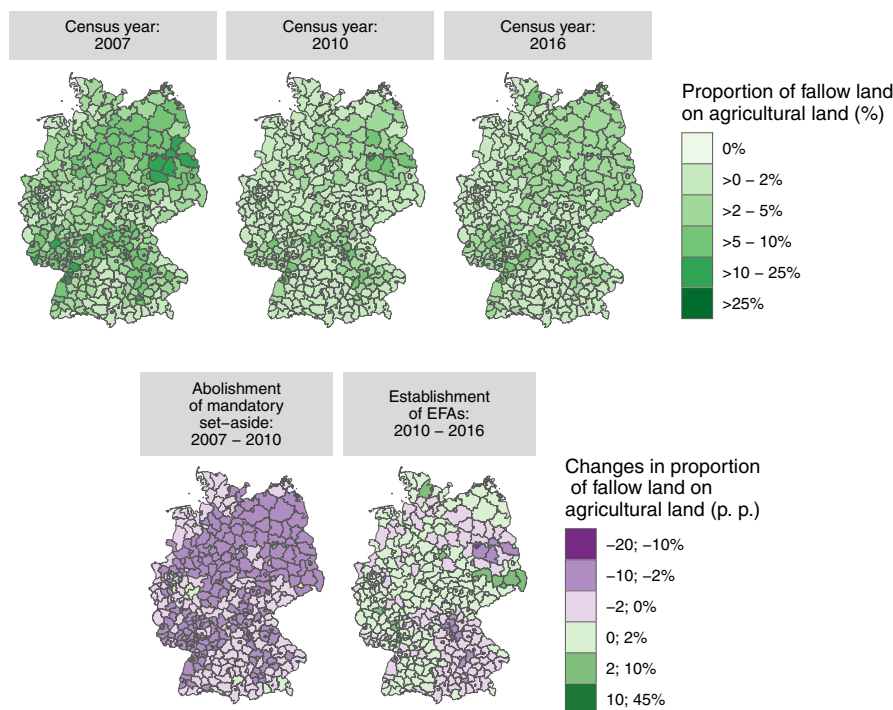 Census year:
2007
Census year:
2010
Census year:
2016
Proportion of fallow land
on agricultural land (%)
0%
>0 – 2%
>2 – 5%
>5 – 10%
>10 – 25%
>25%
Abolishment
of mandatory
set–aside:
2007 – 2010
Establishment
of EFAs:
2010 – 2016
Changes in proportion
of fallow land on
agricultural land (p. p.)
−20; −10%
−10; −2%
−2; 0%
0; 2%
2; 10%
10; 45%